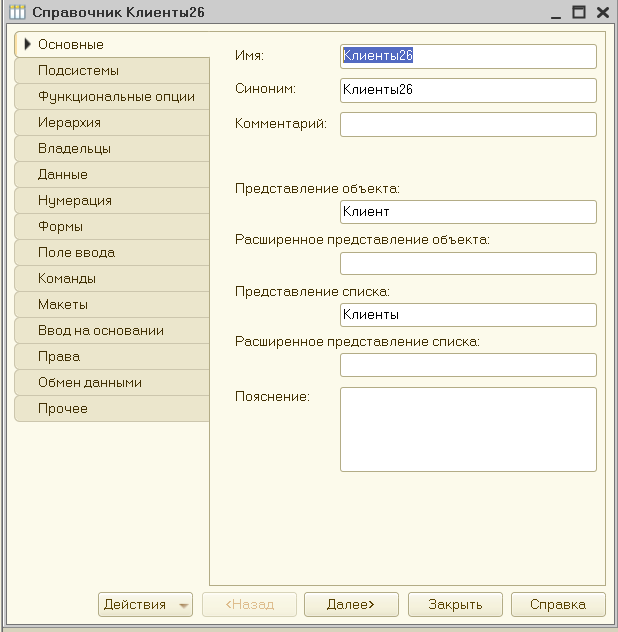 Справочник Клиенты26
Основные
Подсистемы
Функциональные опции
Иерархия
Владельцы
Данные
Нумерация
Формы
Поле ввода
Команды
Макеты
Ввод на основании
Права
Обмен данными
Прочее
Имя: Клиенты26
Синоним: Клиенты26
Комментарий:
Представление объекта:
Клиент
Расширенное представление объекта:
Представление списка:
Клиенты
Расширенное представление списка:
Пояснение:
Действия <Назад Далее> Закрыть Справка